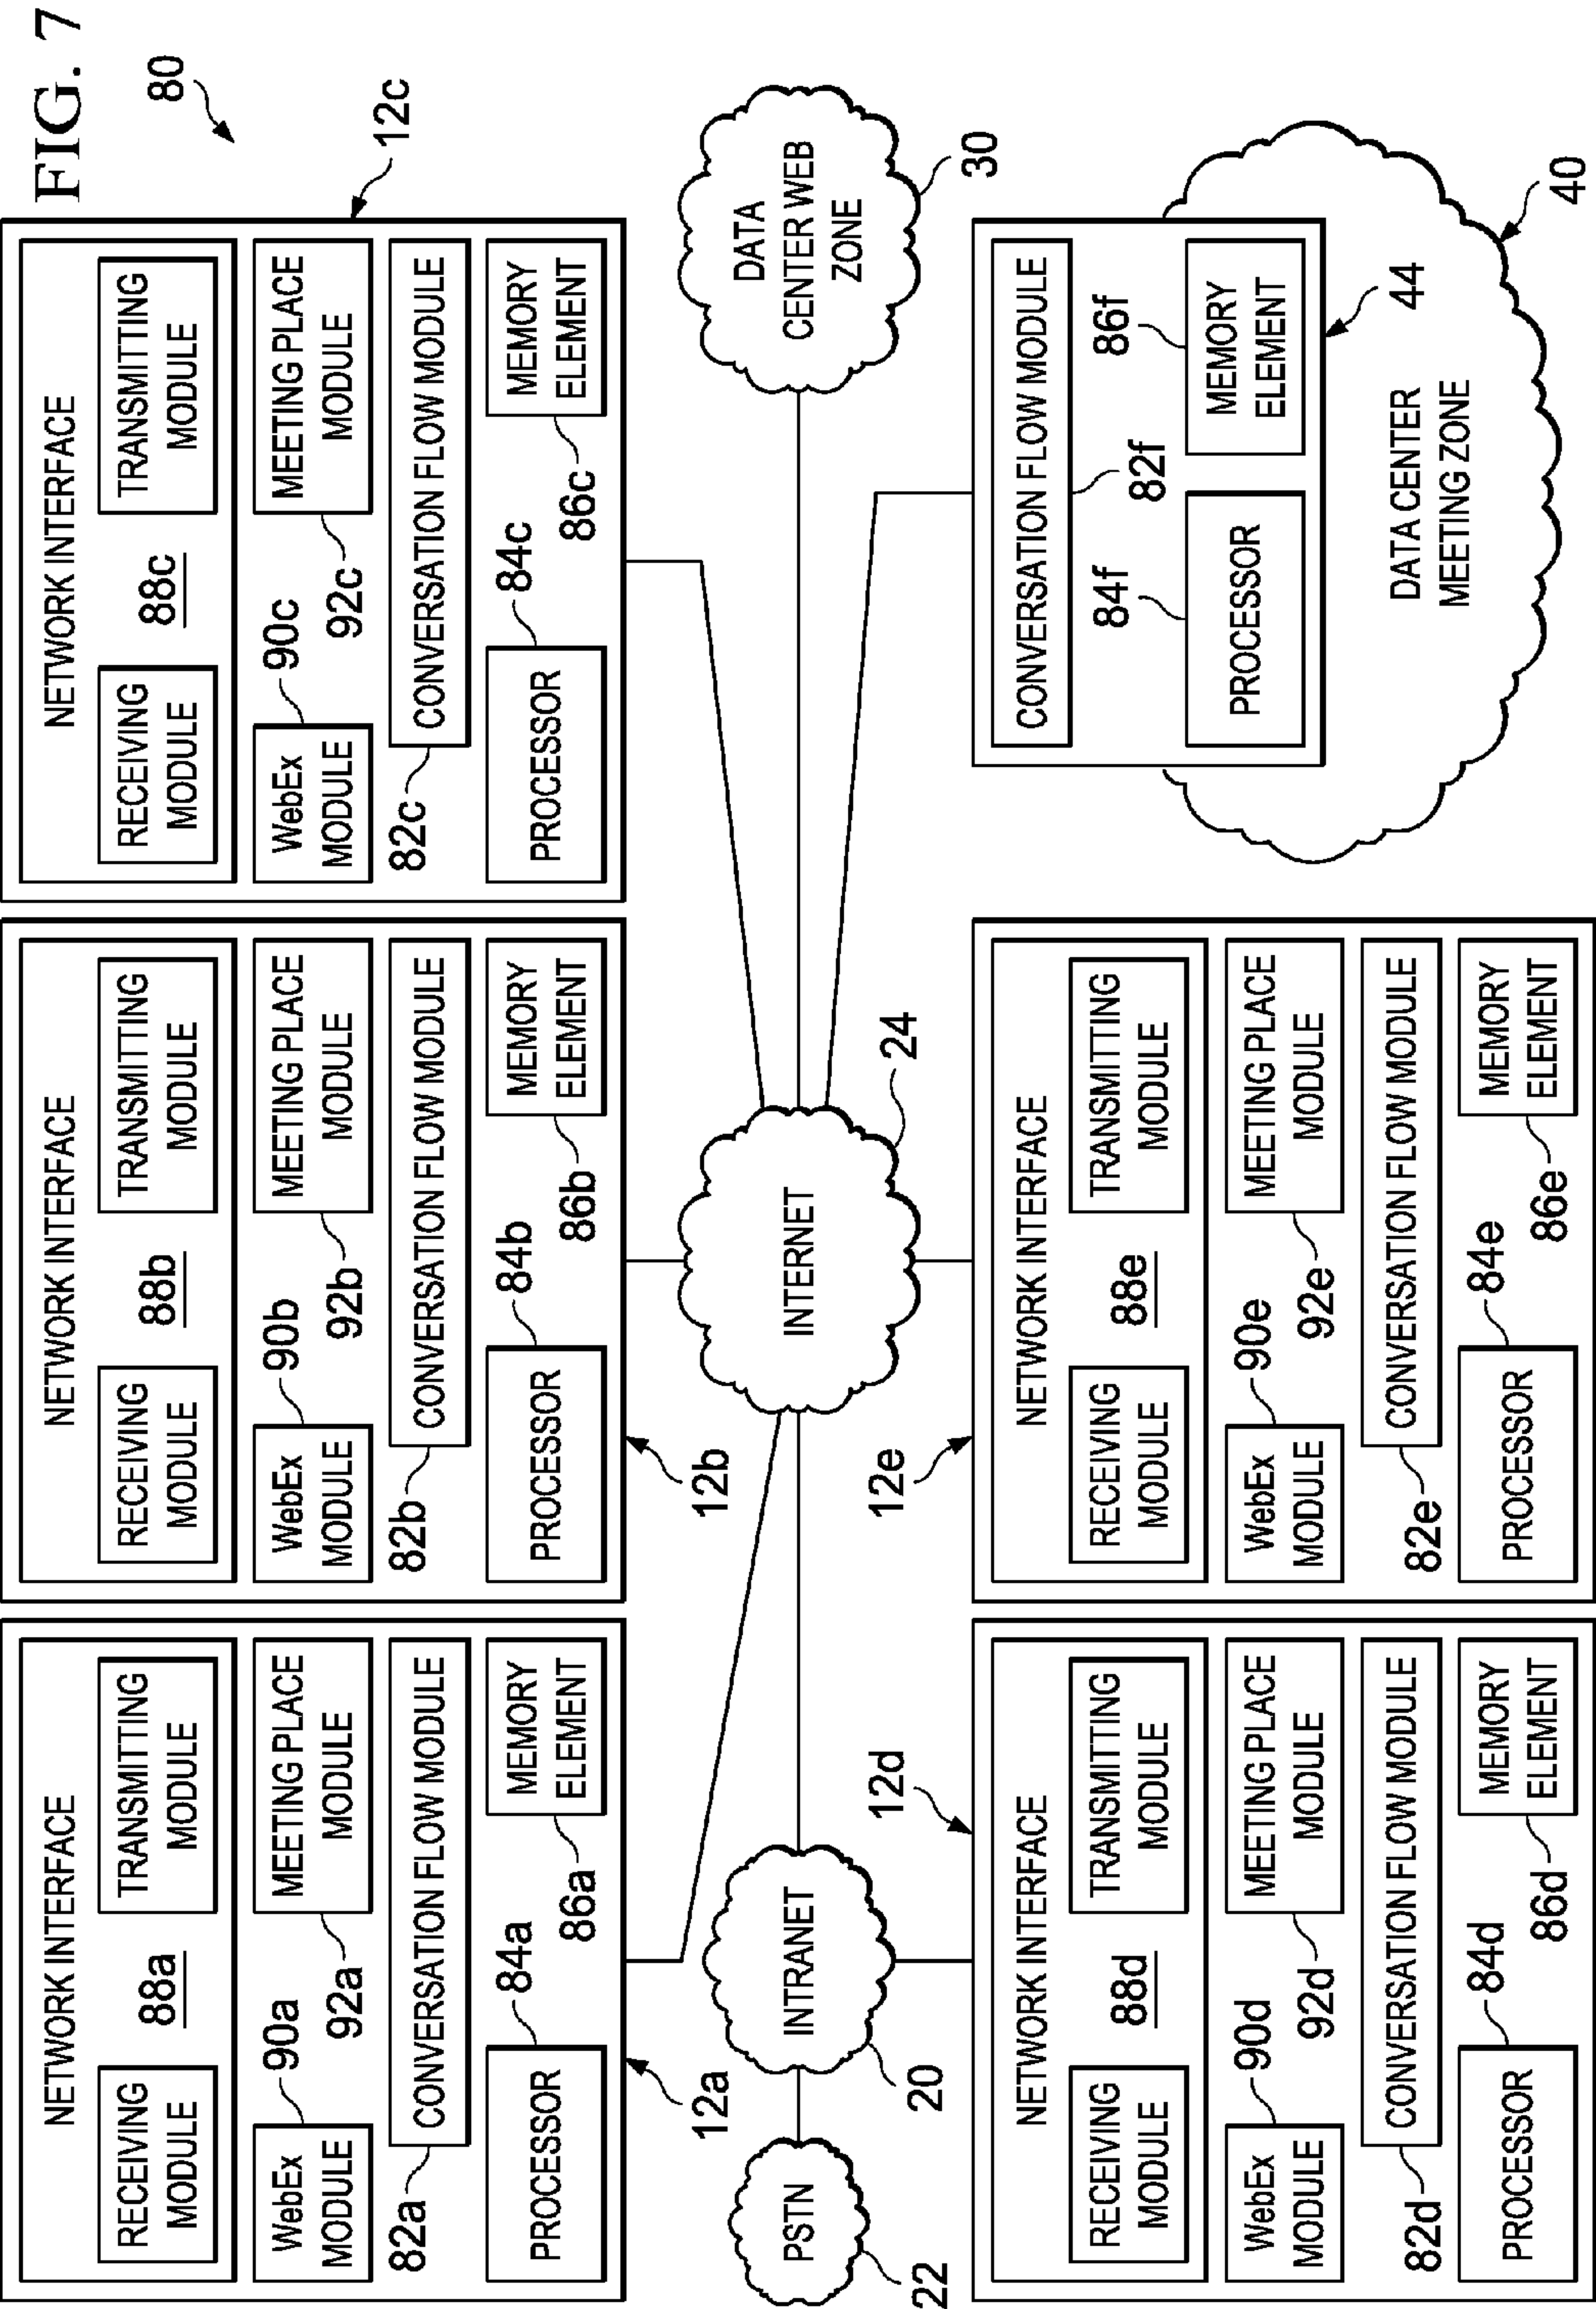 FIG. 7
80
NETWORK INTERFACE
RECEIVING
MODULE
88a
TRANSMITTING
MODULE
WebEx
MODULE
90a
92a
MEETING PLACE
MODULE
82a
CONVERSATION FLOW MODULE
PROCESSOR
84a
86a
MEMORY
ELEMENT
12a
NETWORK INTERFACE
RECEIVING
MODULE
88b
TRANSMITTING
MODULE
WebEx
MODULE
90b
92b
MEETING PLACE
MODULE
82b
CONVERSATION FLOW MODULE
PROCESSOR
84b
86b
MEMORY
ELEMENT
12b
NETWORK INTERFACE
RECEIVING
MODULE
88c
TRANSMITTING
MODULE
WebEx
MODULE
90c
92c
MEETING PLACE
MODULE
82c
CONVERSATION FLOW MODULE
PROCESSOR
84c
86c
MEMORY
ELEMENT
12c
PSTN
22
INTRANET
20
INTERNET
24
DATA
CENTER WEB
ZONE
30
12d
NETWORK INTERFACE
RECEIVING
MODULE
88d
TRANSMITTING
MODULE
WebEx
MODULE
90d
92d
MEETING PLACE
MODULE
82d
CONVERSATION FLOW MODULE
PROCESSOR
84d
86d
MEMORY
ELEMENT
12e
NETWORK INTERFACE
RECEIVING
MODULE
88e
TRANSMITTING
MODULE
WebEx
MODULE
90e
92e
MEETING PLACE
MODULE
82e
CONVERSATION FLOW MODULE
PROCESSOR
84e
86e
MEMORY
ELEMENT
CONVERSATION FLOW MODULE
82f
84f
86f
PROCESSOR
MEMORY
ELEMENT
44
DATA CENTER
MEETING ZONE
40